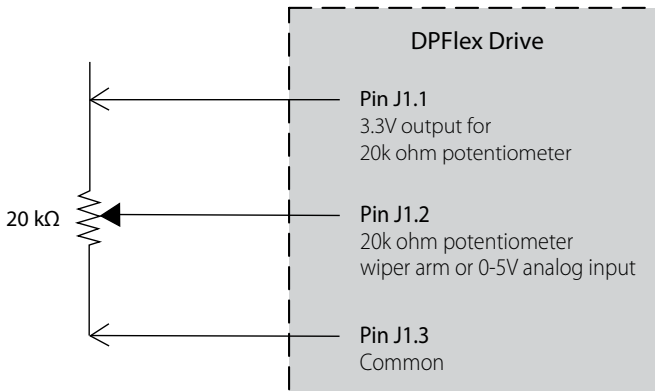 DPFlex Drive
Pin J1.1
3.3V output for
20k ohm potentiometer
20 kΩ
Pin J1.2
20k ohm potentiometer
wiper arm or 0-5V analog input
Pin J1.3
Common